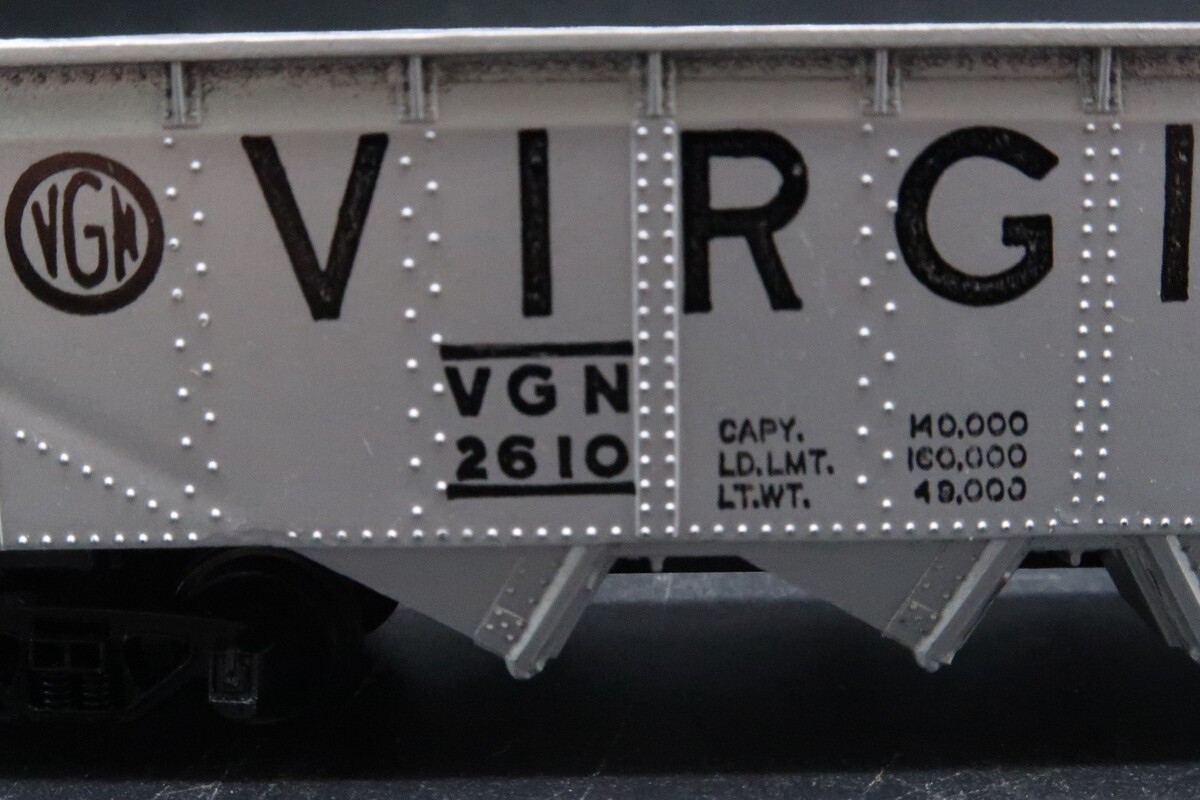 VGN
VIRGI
VGN
2610
CAPY. 140,000
LD.LMT. 160,000
LT.WT. 49,000